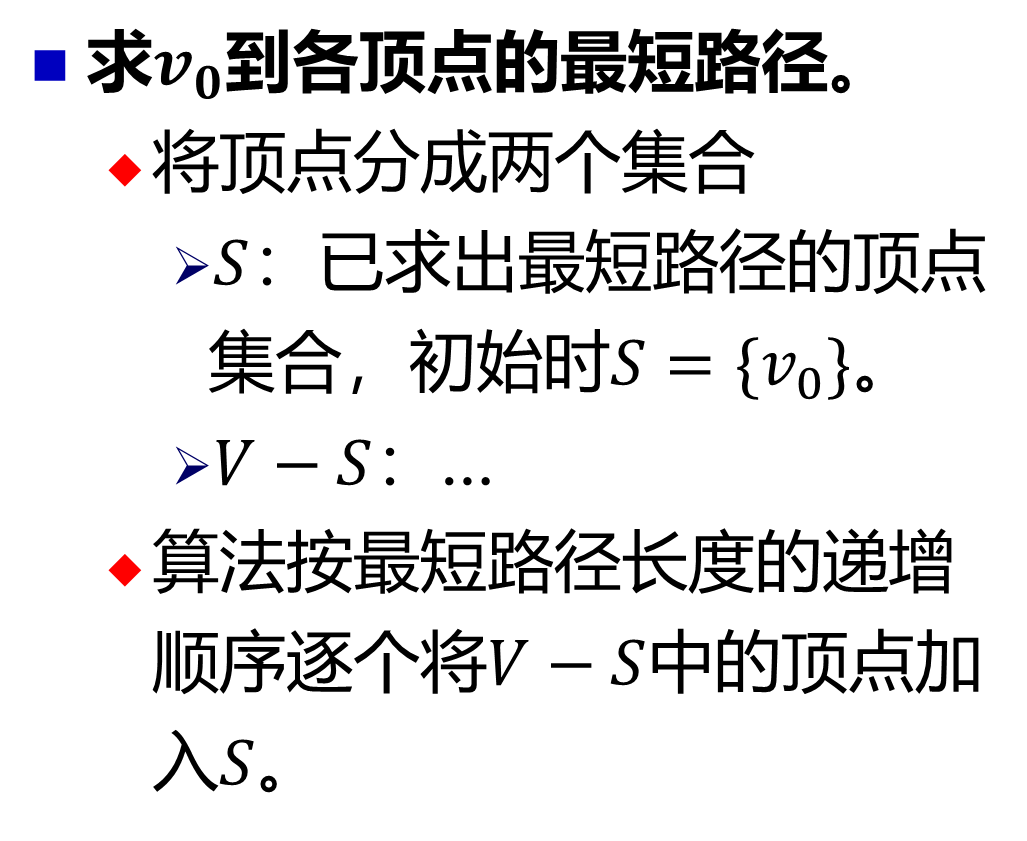 求v₀到各顶点的最短路径。
将顶点分成两个集合
S：已求出最短路径的顶点
集合，初始时S = {v₀}。
V − S：…
算法按最短路径长度的递增
顺序逐个将V − S中的顶点加
入S。